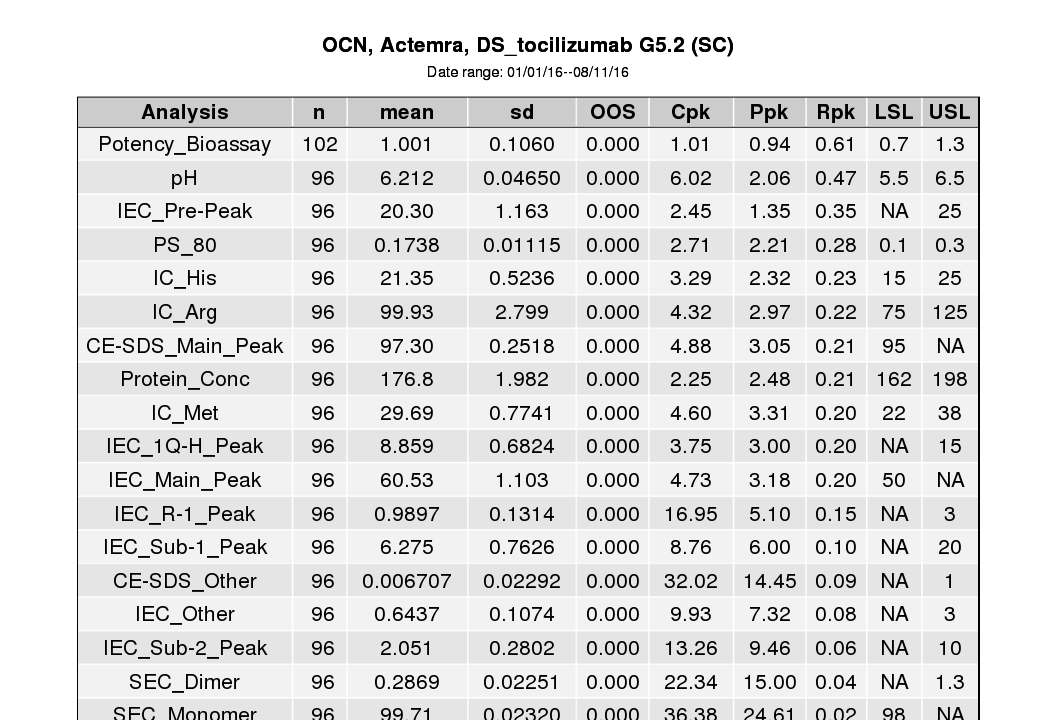 OCN, Actemra, DS_tocilizumab G5.2 (SC)
Date range: 01/01/16--08/11/16
Analysis n mean sd OOS Cpk Ppk Rpk LSL USL
Potency_Bioassay 102 1.001 0.1060 0.000 1.01 0.94 0.61 0.7 1.3
pH 96 6.212 0.04650 0.000 6.02 2.06 0.47 5.5 6.5
IEC_Pre-Peak 96 20.30 1.163 0.000 2.45 1.35 0.35 NA 25
PS_80 96 0.1738 0.01115 0.000 2.71 2.21 0.28 0.1 0.3
IC_His 96 21.35 0.5236 0.000 3.29 2.32 0.23 15 25
IC_Arg 96 99.93 2.799 0.000 4.32 2.97 0.22 75 125
CE-SDS_Main_Peak 96 97.30 0.2518 0.000 4.88 3.05 0.21 95 NA
Protein_Conc 96 176.8 1.982 0.000 2.25 2.48 0.21 162 198
IC_Met 96 29.69 0.7741 0.000 4.60 3.31 0.20 22 38
IEC_1Q-H_Peak 96 8.859 0.6824 0.000 3.75 3.00 0.20 NA 15
IEC_Main_Peak 96 60.53 1.103 0.000 4.73 3.18 0.20 50 NA
IEC_R-1_Peak 96 0.9897 0.1314 0.000 16.95 5.10 0.15 NA 3
IEC_Sub-1_Peak 96 6.275 0.7626 0.000 8.76 6.00 0.10 NA 20
CE-SDS_Other 96 0.006707 0.02292 0.000 32.02 14.45 0.09 NA 1
IEC_Other 96 0.6437 0.1074 0.000 9.93 7.32 0.08 NA 3
IEC_Sub-2_Peak 96 2.051 0.2802 0.000 13.26 9.46 0.06 NA 10
SEC_Dimer 96 0.2869 0.02251 0.000 22.34 15.00 0.04 NA 1.3
SEC_Monomer 96 99.71 0.02320 0.000 36.38 24.61 0.02 98 NA